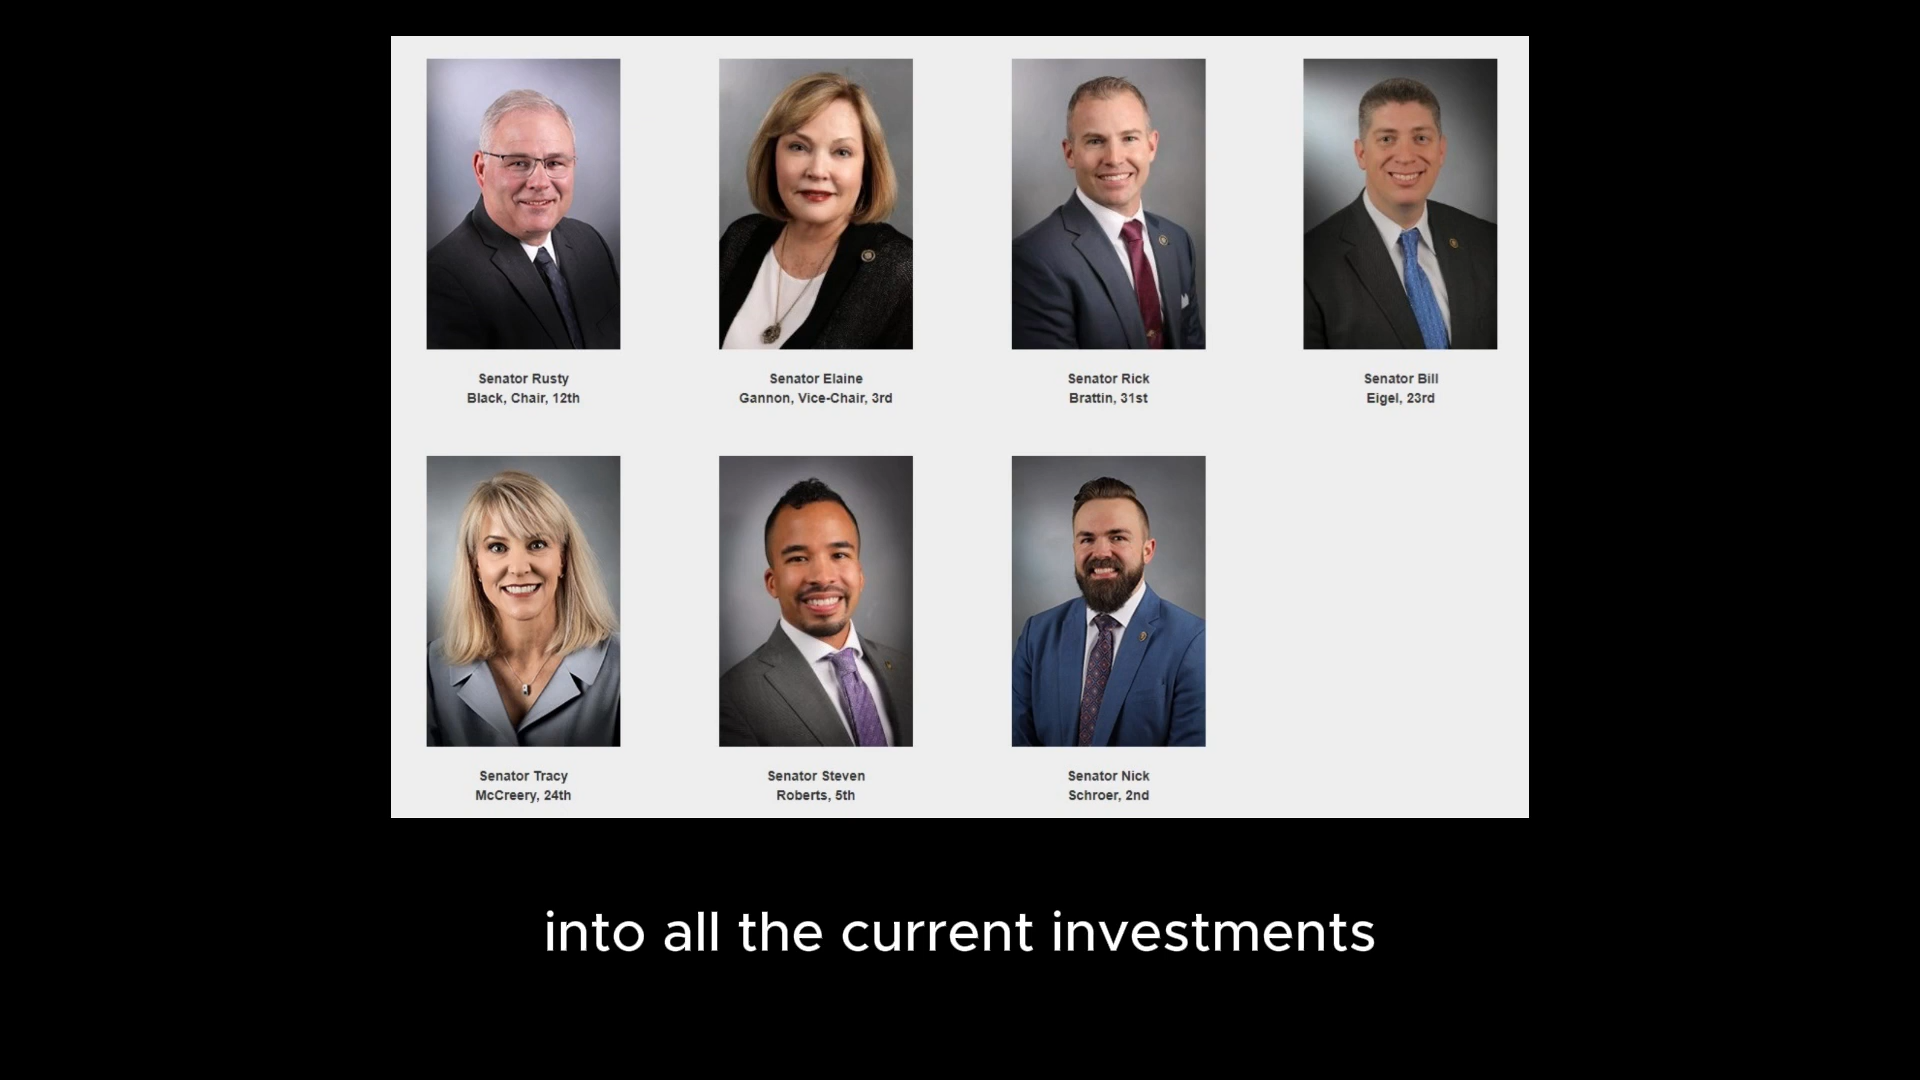 Senator Rusty
Black, Chair, 12th
Senator Elaine
Gannon, Vice-Chair, 3rd
Senator Rick
Brattin, 31st
Senator Bill
Eigel, 23rd
Senator Tracy
McCreery, 24th
Senator Steven
Roberts, 5th
Senator Nick
Schroer, 2nd
into all the current investments